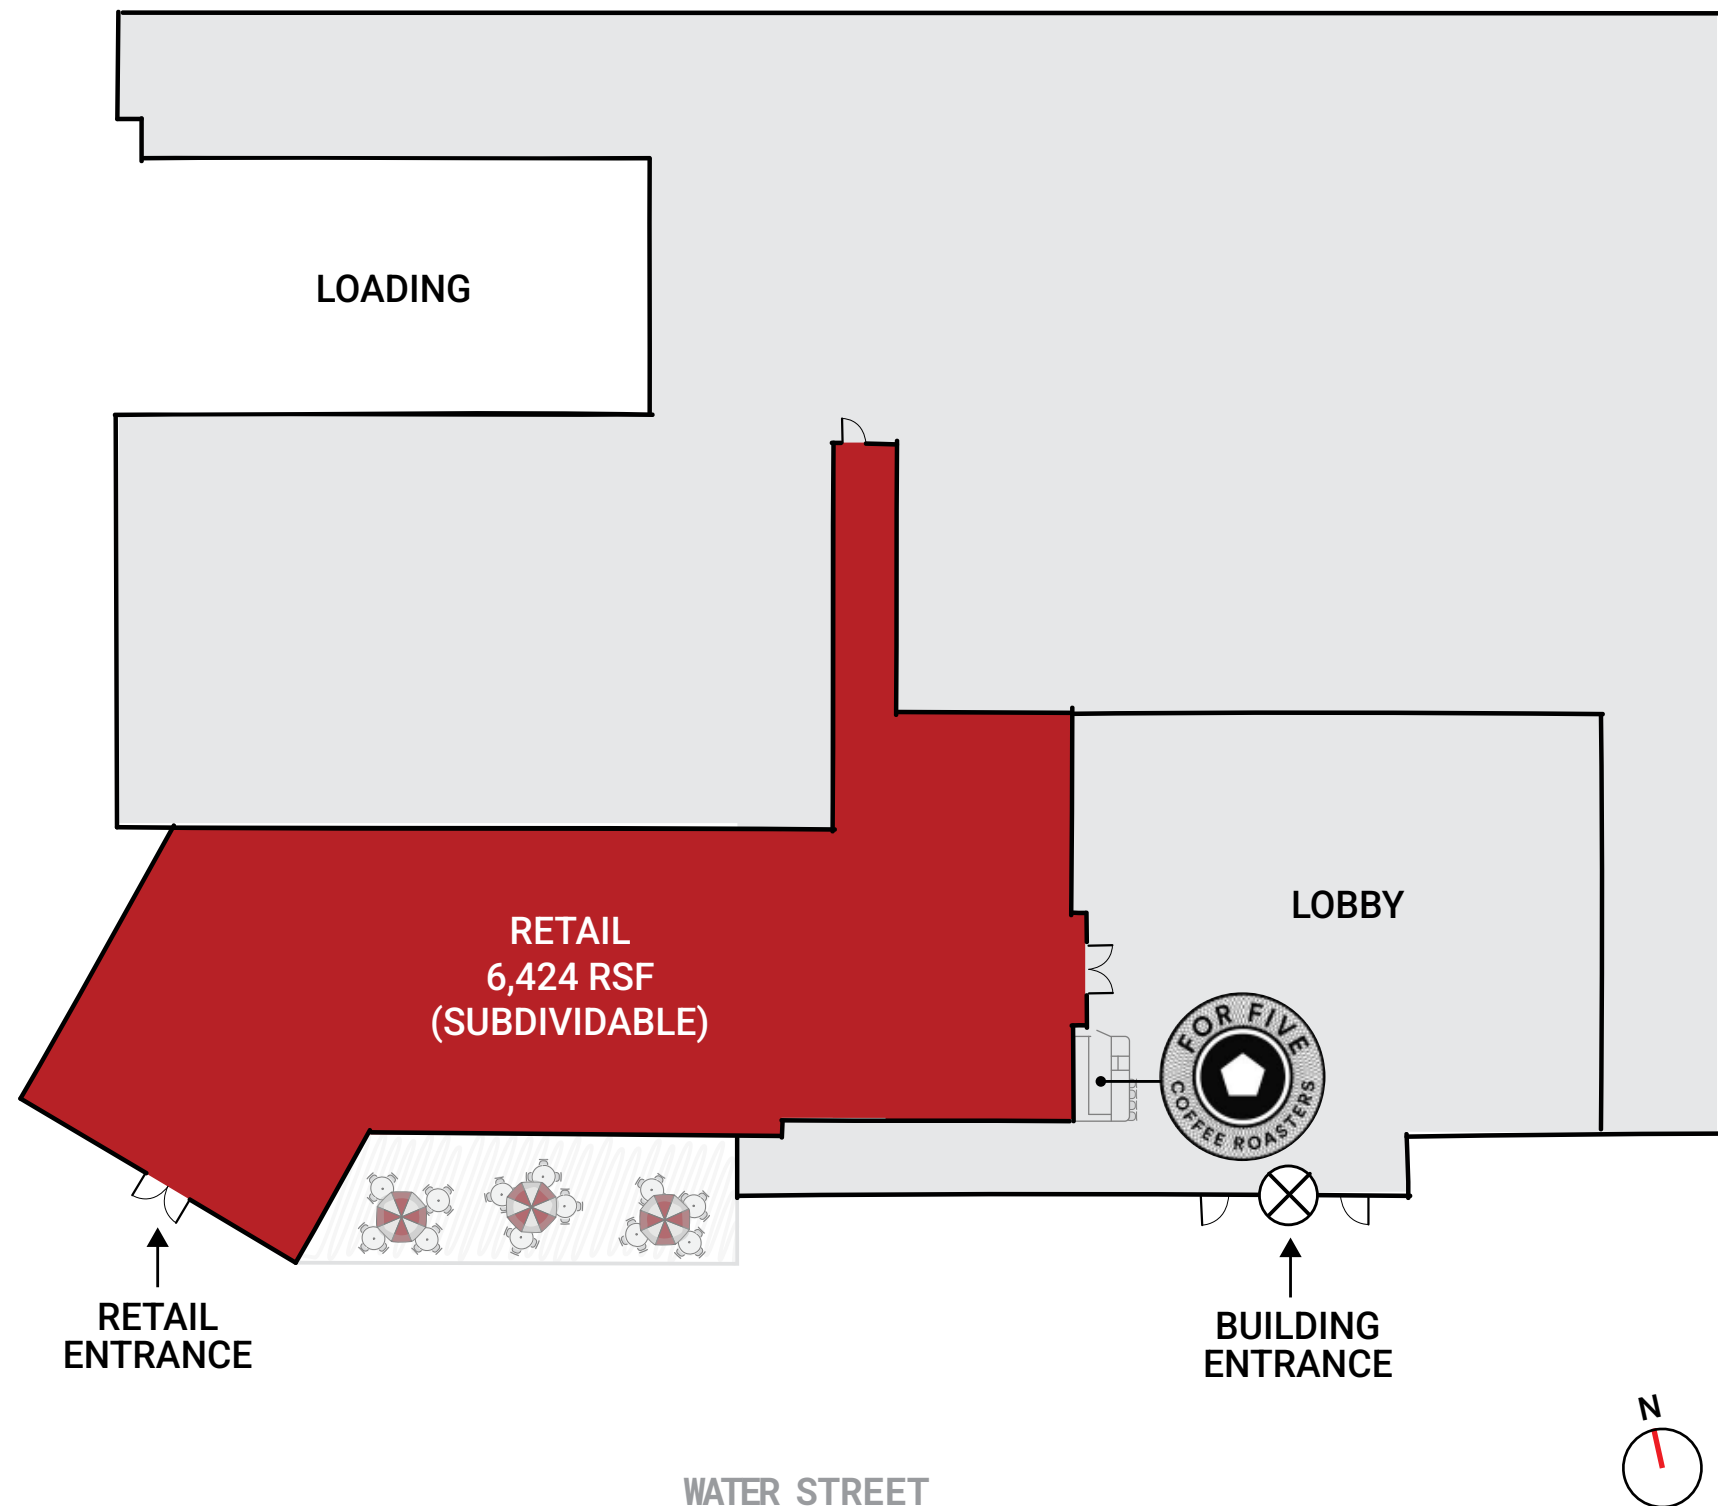 LOADING
RETAIL
6,424 RSF
(SUBDIVIDABLE)
LOBBY
FOR FIVE
COFFEE ROASTERS
RETAIL
ENTRANCE
BUILDING
ENTRANCE
N
WATER STREET